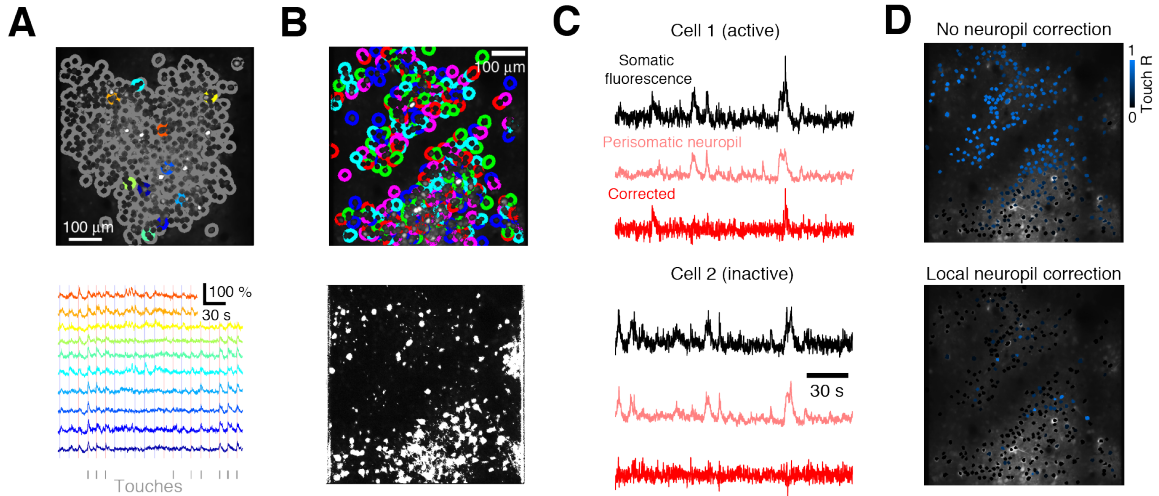 A
100 μm
100 %
30 s
Touches
B
100 μm
C
Cell 1 (active)
Somatic
fluorescence
Perisomatic neuropil
Corrected
Cell 2 (inactive)
30 s
D
No neuropil correction
1
0
Touch R
Local neuropil correction